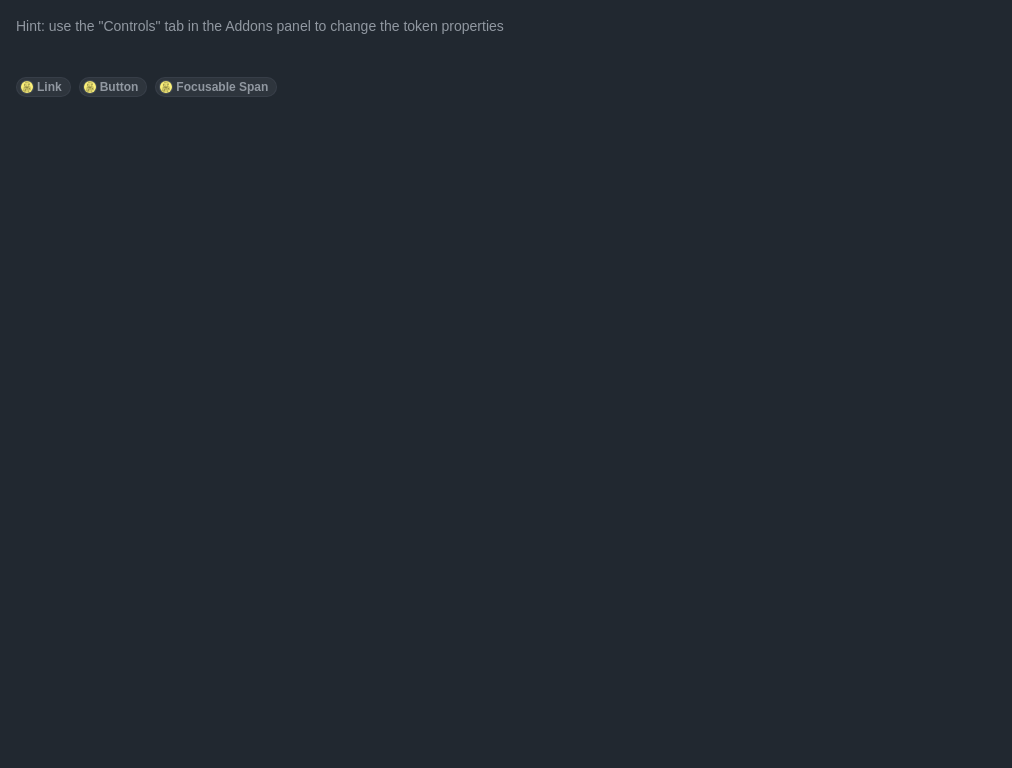 Hint: use the "Controls" tab in the Addons panel to change the token properties
Link Button Focusable Span